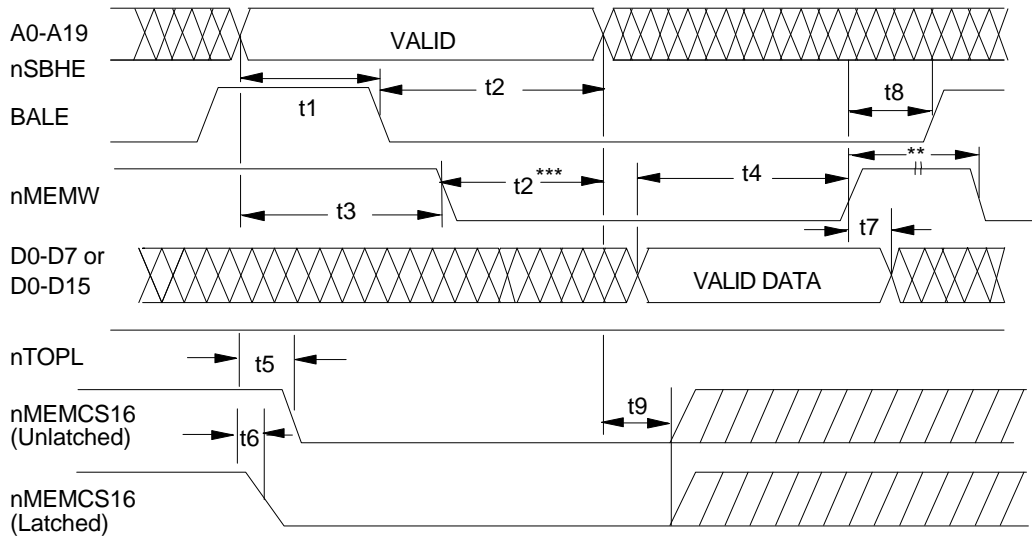 A0-A19
VALID
nSBHE
t1
t2
t8
BALE
**
nMEMW
t2***
t4
t3
t7
D0-D7 or
D0-D15
VALID DATA
nTOPL
t5
nMEMCS16
(Unlatched)
t9
t6
nMEMCS16
(Latched)